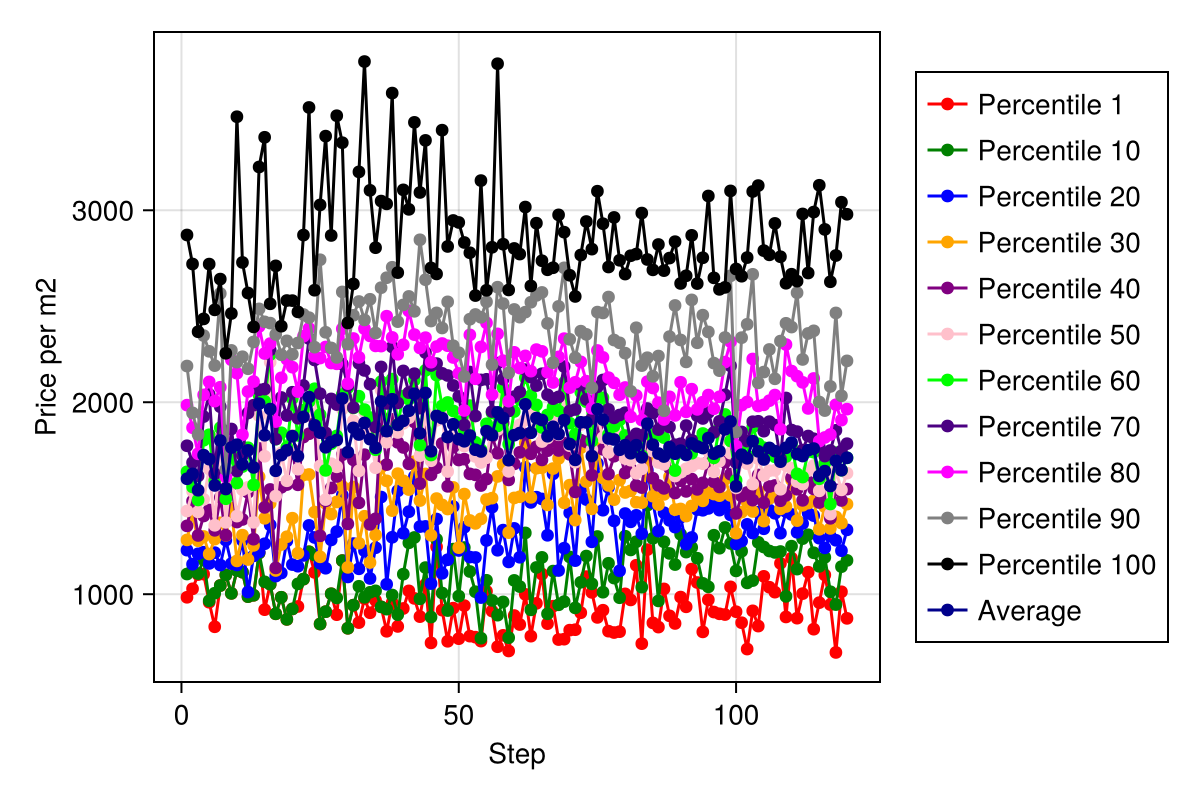 Price per m2
3000
2000
1000
0
50
100
Step
Percentile 1
Percentile 10
Percentile 20
Percentile 30
Percentile 40
Percentile 50
Percentile 60
Percentile 70
Percentile 80
Percentile 90
Percentile 100
Average